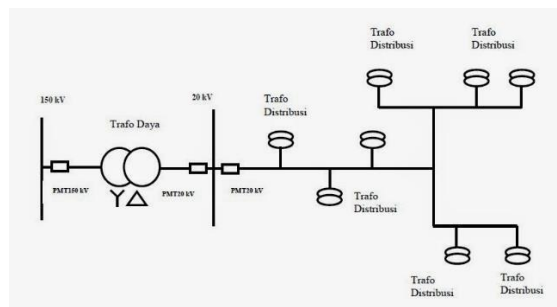 Trafo
Distribusi
Trafo
Distribusi
150 kV
20 kV
Trafo
Distribusi
Trafo Daya
PMT150 kV
PMT20 kV
PMT20 kV
Trafo
Distribusi
Trafo
Distribusi
Trafo
Distribusi